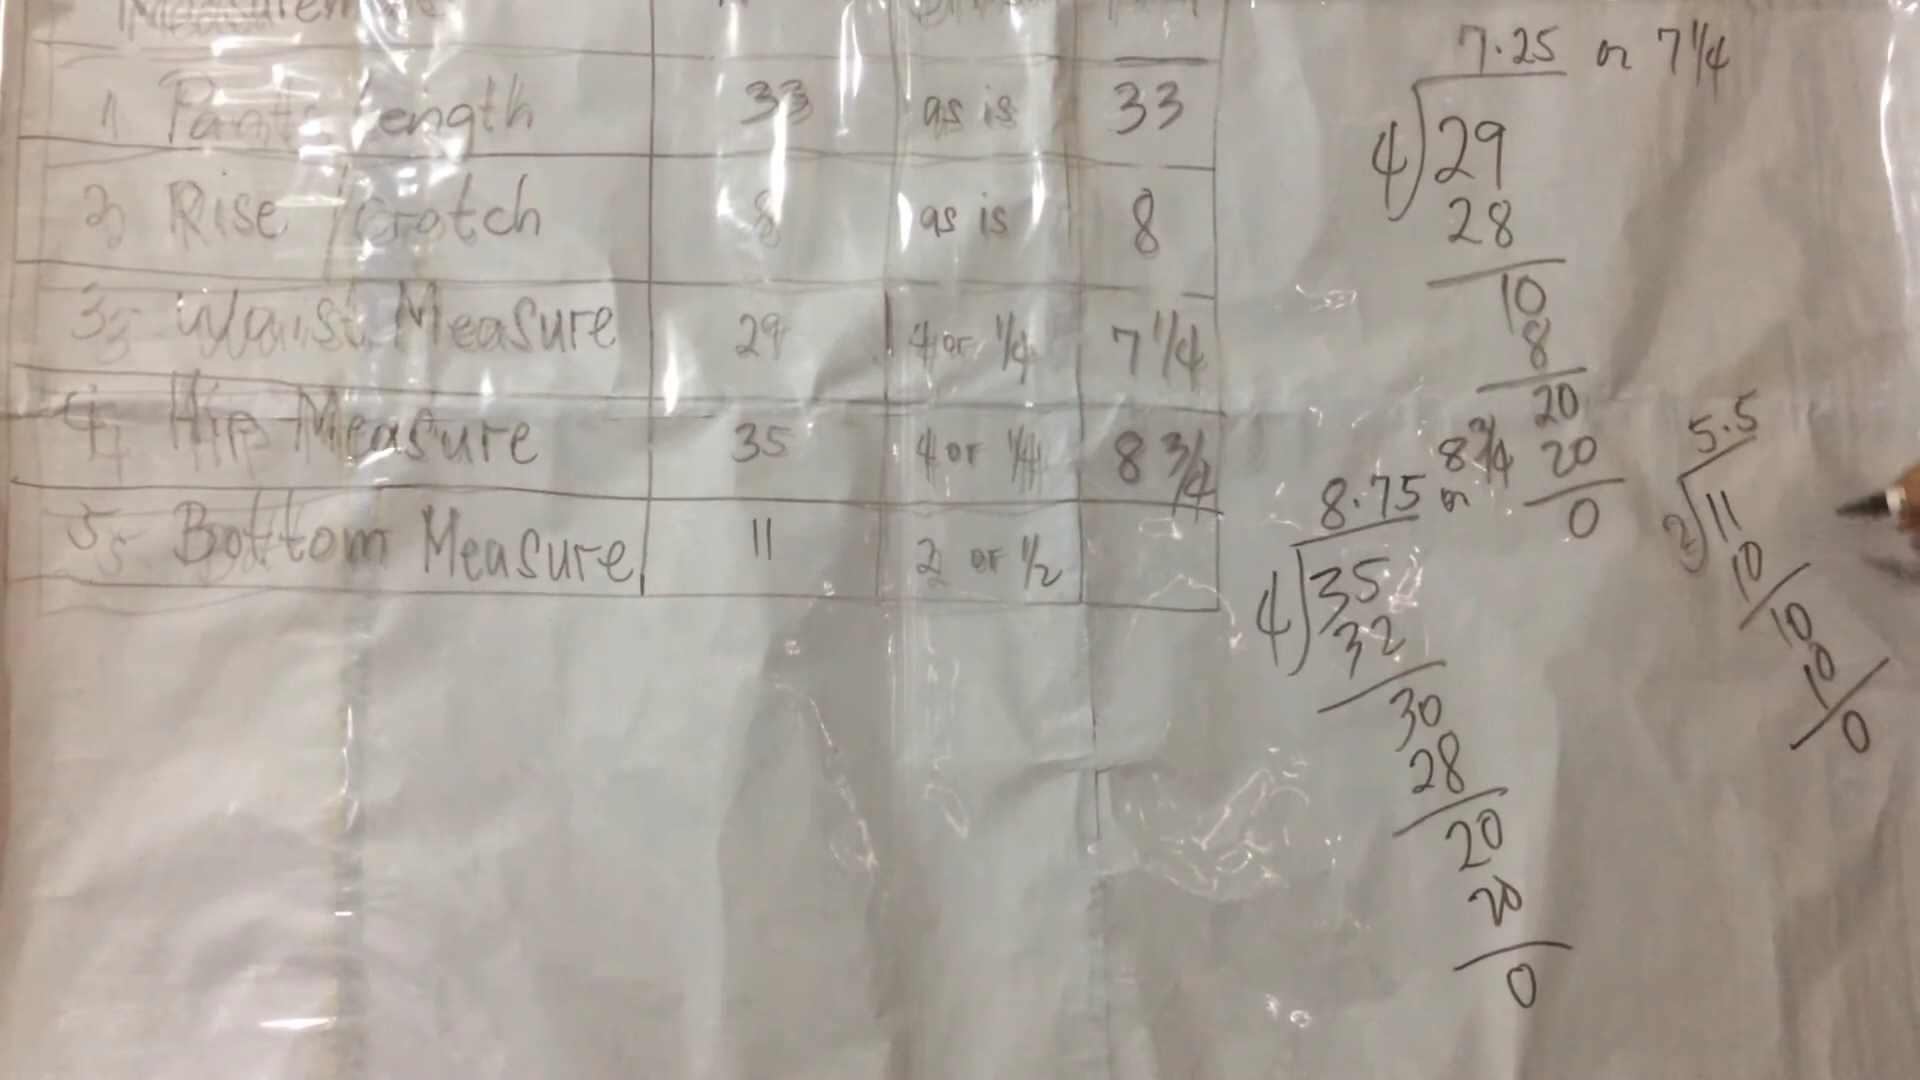 Measurement
1 Pants Length 33 as is 33
2 Rise / Crotch 8 as is 8
3 Waist Measure 29 4 or 1/4 7 1/4
4 Hip Measure 35 4 or 1/4 8 3/4
5 Bottom Measure 11 2 or 1/2
7.25 or 7 1/4
4 29
28
10
8
20
20
0
8.75 or 8 3/4
4 35
32
30
28
20
20
0
5.5
2 11
10
10
10
0